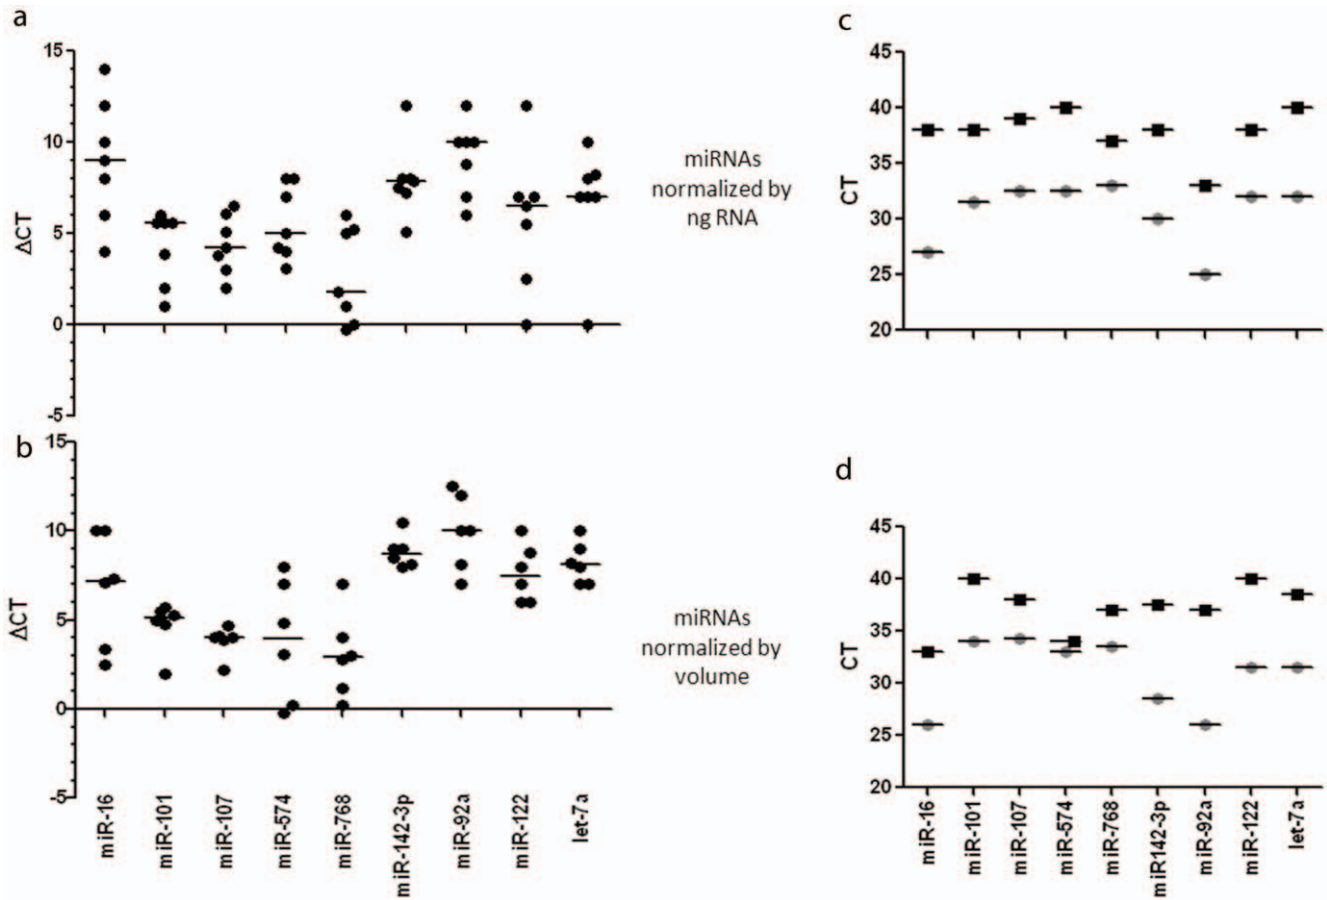 a
15
10
5
0
-5
ΔCT
miRNAs
normalized by
ng RNA
c
45
40
35
30
25
20
CT
b
15
10
5
0
-5
ΔCT
miR-16
miR-101
miR-107
miR-574
miR-768
miR-142-3p
miR-92a
miR-122
let-7a
miRNAs
normalized by
volume
d
45
40
35
30
25
20
CT
miR-16
miR-101
miR-107
miR-574
miR-768
miR142-3p
miR-92a
miR-122
let-7a